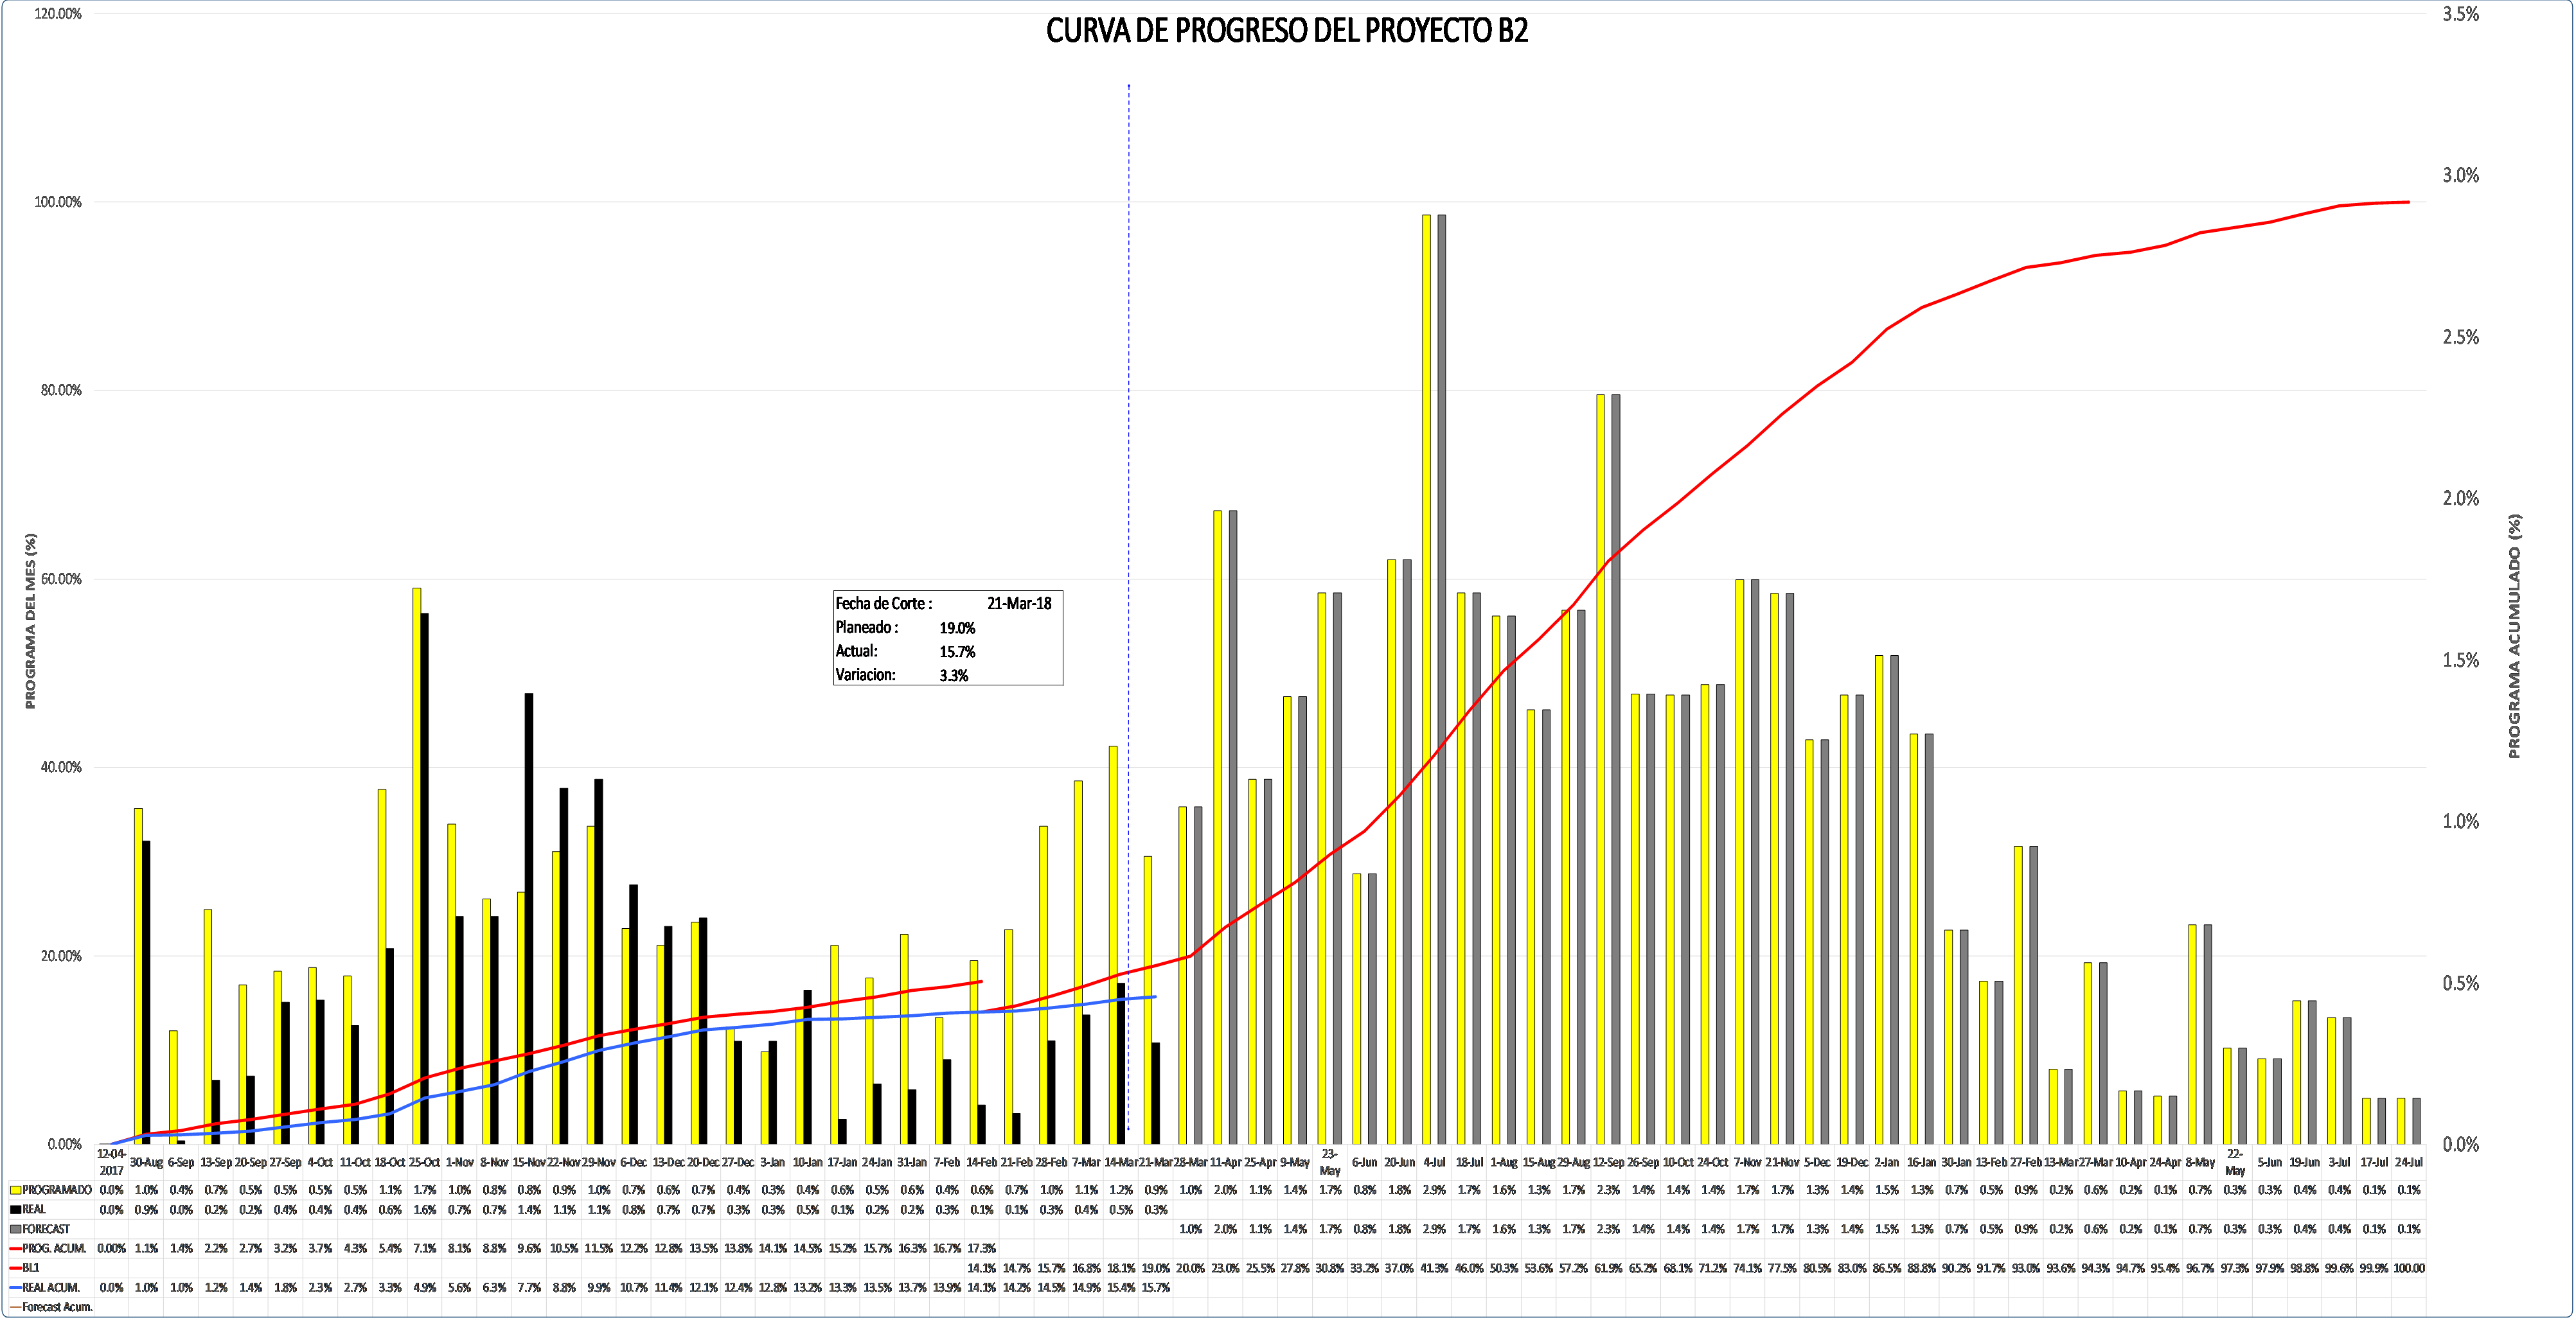 CURVA DE PROGRESO DEL PROYECTO B2
120.00%
100.00%
80.00%
60.00%
40.00%
20.00%
0.00%
PROGRAMA DEL MES (%)
3.5%
3.0%
2.5%
2.0%
1.5%
1.0%
0.5%
0.0%
PROGRAMA ACUMULADO (%)
Fecha de Corte : 21-Mar-18
Planeado : 19.0%
Actual: 15.7%
Variacion: 3.3%
12-04-2017 30-Aug 6-Sep 13-Sep 20-Sep 27-Sep 4-Oct 11-Oct 18-Oct 25-Oct 1-Nov 8-Nov 15-Nov 22-Nov 29-Nov 6-Dec 13-Dec 20-Dec 27-Dec 3-Jan 10-Jan 17-Jan 24-Jan 31-Jan 7-Feb 14-Feb 21-Feb 28-Feb 7-Mar 14-Mar 21-Mar 28-Mar 11-Apr 25-Apr 9-May 23-May 6-Jun 20-Jun 4-Jul 18-Jul 1-Aug 15-Aug 29-Aug 12-Sep 26-Sep 10-Oct 24-Oct 7-Nov 21-Nov 5-Dec 19-Dec 2-Jan 16-Jan 30-Jan 13-Feb 27-Feb 13-Mar 27-Mar 10-Apr 24-Apr 8-May 22-May 5-Jun 19-Jun 3-Jul 17-Jul 24-Jul
PROGRAMADO 0.0% 1.0% 0.4% 0.7% 0.5% 0.5% 0.5% 0.5% 1.1% 1.7% 1.0% 0.8% 0.8% 0.9% 1.0% 0.7% 0.6% 0.7% 0.4% 0.3% 0.4% 0.6% 0.5% 0.6% 0.4% 0.6% 0.7% 1.0% 1.1% 1.2% 0.9% 1.0% 2.0% 1.1% 1.4% 1.7% 0.8% 1.8% 2.9% 1.7% 1.6% 1.3% 1.7% 2.3% 1.4% 1.4% 1.4% 1.7% 1.7% 1.3% 1.4% 1.5% 1.3% 0.7% 0.5% 0.9% 0.2% 0.6% 0.2% 0.1% 0.7% 0.3% 0.3% 0.4% 0.4% 0.1% 0.1%
REAL 0.0% 0.9% 0.0% 0.2% 0.2% 0.4% 0.4% 0.4% 0.6% 1.6% 0.7% 0.7% 1.4% 1.1% 1.1% 0.8% 0.7% 0.7% 0.3% 0.3% 0.5% 0.1% 0.2% 0.2% 0.3% 0.1% 0.1% 0.3% 0.4% 0.5% 0.3%
FORECAST 1.0% 2.0% 1.1% 1.4% 1.7% 0.8% 1.8% 2.9% 1.7% 1.6% 1.3% 1.7% 2.3% 1.4% 1.4% 1.4% 1.7% 1.7% 1.3% 1.4% 1.5% 1.3% 0.7% 0.5% 0.9% 0.2% 0.6% 0.2% 0.1% 0.7% 0.3% 0.3% 0.4% 0.4% 0.1% 0.1%
PROG. ACUM. 0.00% 1.1% 1.4% 2.2% 2.7% 3.2% 3.7% 4.3% 5.4% 7.1% 8.1% 8.8% 9.6% 10.5% 11.5% 12.2% 12.8% 13.5% 13.8% 14.1% 14.5% 15.2% 15.7% 16.3% 16.7% 17.3%
BL1 14.1% 14.7% 15.7% 16.8% 18.1% 19.0% 20.0% 23.0% 25.5% 27.8% 30.8% 33.2% 37.0% 41.3% 46.0% 50.3% 53.6% 57.2% 61.9% 65.2% 68.1% 71.2% 74.1% 77.5% 80.5% 83.0% 86.5% 88.8% 90.2% 91.7% 93.0% 93.6% 94.3% 94.7% 95.4% 96.7% 97.3% 97.9% 98.8% 99.6% 99.9% 100.00
REAL ACUM. 0.0% 1.0% 1.0% 1.2% 1.4% 1.8% 2.3% 2.7% 3.3% 4.9% 5.6% 6.3% 7.7% 8.8% 9.9% 10.7% 11.4% 12.1% 12.4% 12.8% 13.2% 13.3% 13.5% 13.7% 13.9% 14.1% 14.2% 14.5% 14.9% 15.4% 15.7%
Forecast Acum.